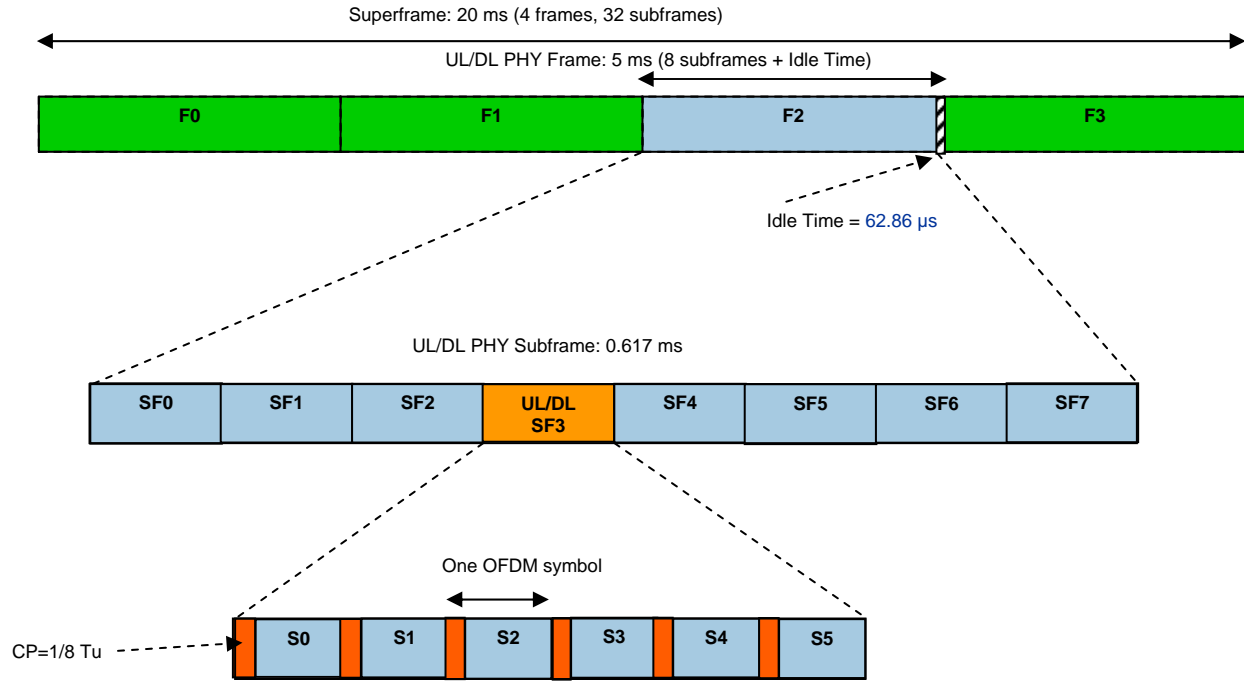 Superframe: 20 ms (4 frames, 32 subframes)
UL/DL PHY Frame: 5 ms (8 subframes + Idle Time)
F0 F1 F2 F3
Idle Time = 62.86 µs
UL/DL PHY Subframe: 0.617 ms
SF0 SF1 SF2 UL/DL SF4 SF5 SF6 SF7
SF3
One OFDM symbol
S0 S1 S2 S3 S4 S5
CP=1/8 Tu